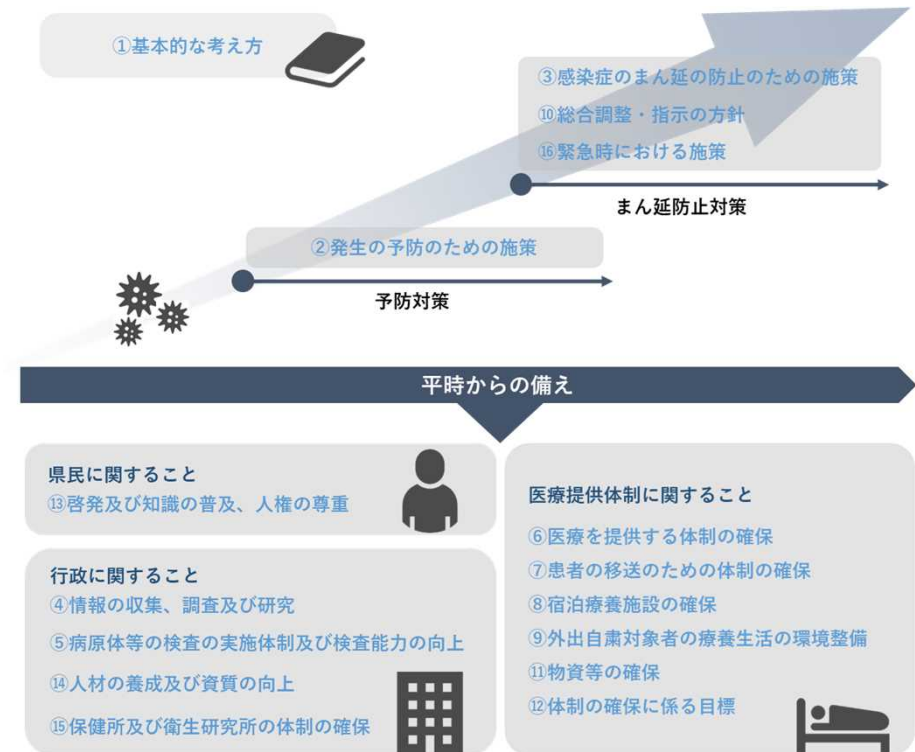 ①基本的な考え方
③感染症のまん延の防止のための施策
⑩総合調整・指示の方針
⑯緊急時における施策
まん延防止対策
②発生の予防のための施策
予防対策
平時からの備え
県民に関すること
⑬啓発及び知識の普及、人権の尊重
行政に関すること
④情報の収集、調査及び研究
⑤病原体等の検査の実施体制及び検査能力の向上
⑭人材の養成及び資質の向上
⑮保健所及び衛生研究所の体制の確保
医療提供体制に関すること
⑥医療を提供する体制の確保
⑦患者の移送のための体制の確保
⑧宿泊療養施設の確保
⑨外出自粛対象者の療養生活の環境整備
⑪物資等の確保
⑫体制の確保に係る目標